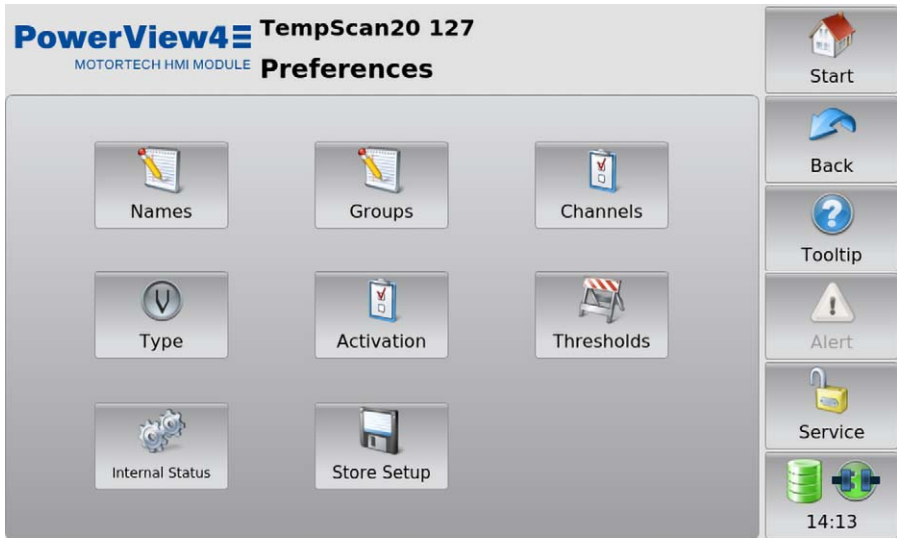 PowerView4
MOTORTECH HMI MODULE
TempScan20 127
Preferences
Names
Groups
Channels
Type
Activation
Thresholds
Internal Status
Store Setup
Start
Back
Tooltip
Alert
Service
14:13